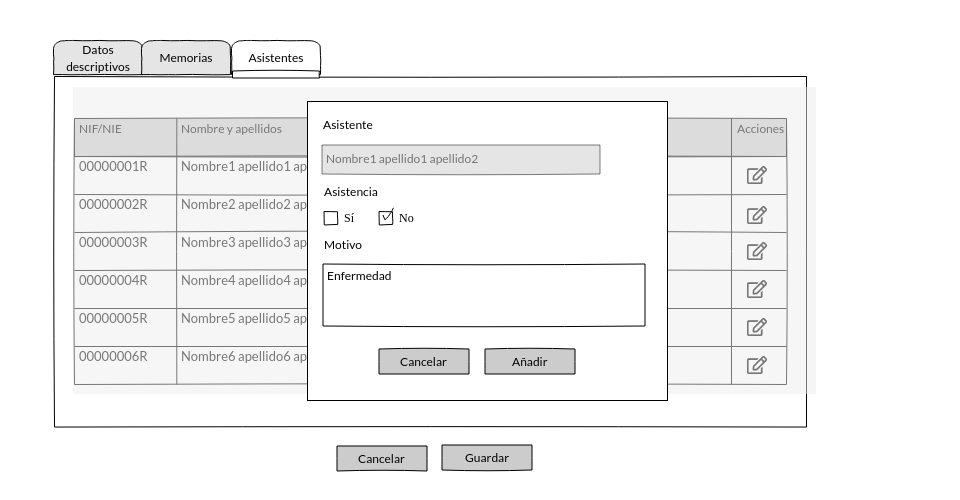 Datos
descriptivos
Memorias
Asistentes
NIF/NIE
Nombre y apellidos
Acciones
00000001R
Nombre1 apellido1 ap
00000002R
Nombre2 apellido2 ap
00000003R
Nombre3 apellido3 ap
00000004R
Nombre4 apellido4 ap
00000005R
Nombre5 apellido5 ap
00000006R
Nombre6 apellido6 ap
Asistente
Nombre1 apellido1 apellido2
Asistencia
Sí
No
Motivo
Enfermedad
Cancelar
Añadir
Cancelar
Guardar